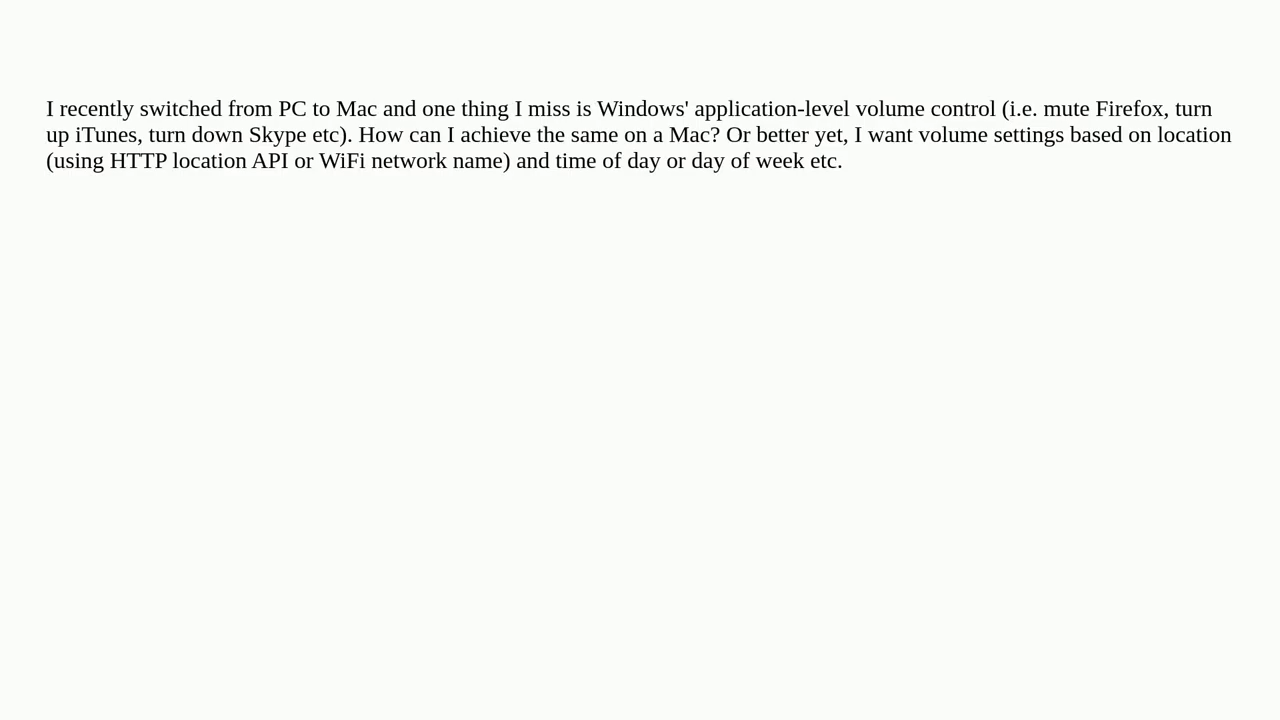 I recently switched from PC to Mac and one thing I miss is Windows' application-level volume control (i.e. mute Firefox, turn
up iTunes, turn down Skype etc). How can I achieve the same on a Mac? Or better yet, I want volume settings based on location
(using HTTP location API or WiFi network name) and time of day or day of week etc.